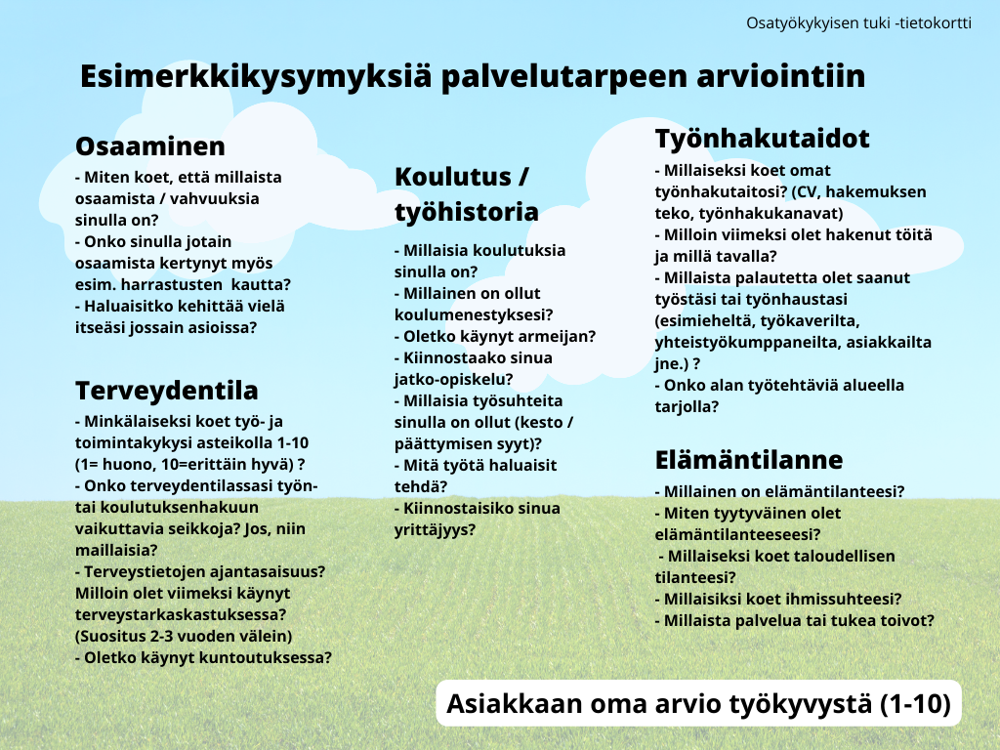 Osatyökykyisen tuki -tietokortti
Esimerkkikysymyksiä palvelutarpeen arviointiin
Osaaminen
- Miten koet, että millaista
osaamista / vahvuuksia
sinulla on?
- Onko sinulla jotain
osaamista kertynyt myös
esim. harrastusten  kautta?
- Haluaisitko kehittää vielä
itseäsi jossain asioissa?
Terveydentila
- Minkälaiseksi koet työ- ja
toimintakykysi asteikolla 1-10
(1= huono, 10=erittäin hyvä) ?
- Onko terveydentilassasi työn-
tai koulutuksenhakuun
vaikuttavia seikkoja? Jos, niin
maillaisia?
- Terveystietojen ajantasaisuus?
Milloin olet viimeksi käynyt
terveystarkaskastuksessa?
(Suositus 2-3 vuoden välein)
- Oletko käynyt kuntoutuksessa?
Koulutus /
työhistoria
- Millaisia koulutuksia
sinulla on?
- Millainen on ollut
koulumenestyksesi?
- Oletko käynyt armeijan?
- Kiinnostaako sinua
jatko-opiskelu?
- Millaisia työsuhteita
sinulla on ollut (kesto /
päättymisen syyt)?
- Mitä työtä haluaisit
tehdä?
- Kiinnostaisiko sinua
yrittäjyys?
Työnhakutaidot
- Millaiseksi koet omat
työnhakutaitosi? (CV, hakemuksen
teko, työnhakukanavat)
- Milloin viimeksi olet hakenut töitä
ja millä tavalla?
- Millaista palautetta olet saanut
työstäsi tai työnhaustasi
(esimieheltä, työkaverilta,
yhteistyökumppaneilta, asiakkailta
jne.) ?
- Onko alan työtehtäviä alueella
tarjolla?
Elämäntilanne
- Millainen on elämäntilanteesi?
- Miten tyytyväinen olet
elämäntilanteeseesi?
- Millaiseksi koet taloudellisen
tilanteesi?
- Millaisiksi koet ihmissuhteesi?
- Millaista palvelua tai tukea toivot?
Asiakkaan oma arvio työkyvystä (1-10)